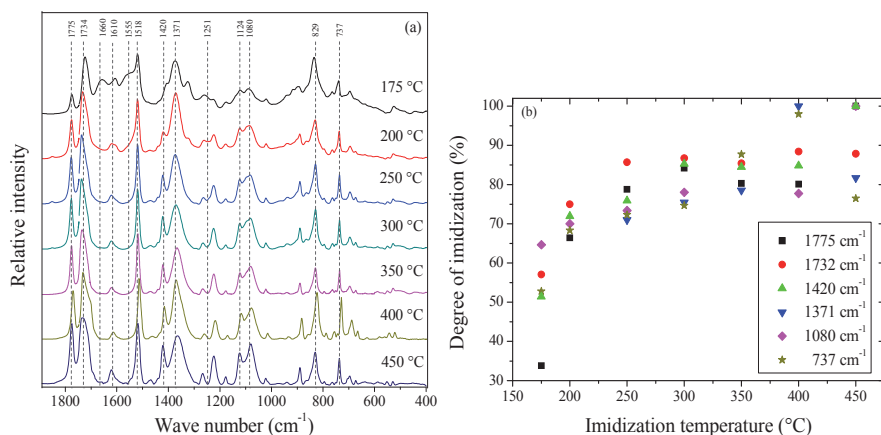 1775 1734 1660 1610 1555 1518 1420 1371 1251 1124 1080 829 737
(a)
175 °C
200 °C
250 °C
300 °C
350 °C
400 °C
450 °C
Relative intensity
1800 1600 1400 1200 1000 800 600 400
Wave number (cm⁻¹)
(b)
100
90
80
70
60
50
40
30
Degree of imidization (%)
1775 cm⁻¹
1732 cm⁻¹
1420 cm⁻¹
1371 cm⁻¹
1080 cm⁻¹
737 cm⁻¹
150 200 250 300 350 400 450
Imidization temperature (°C)